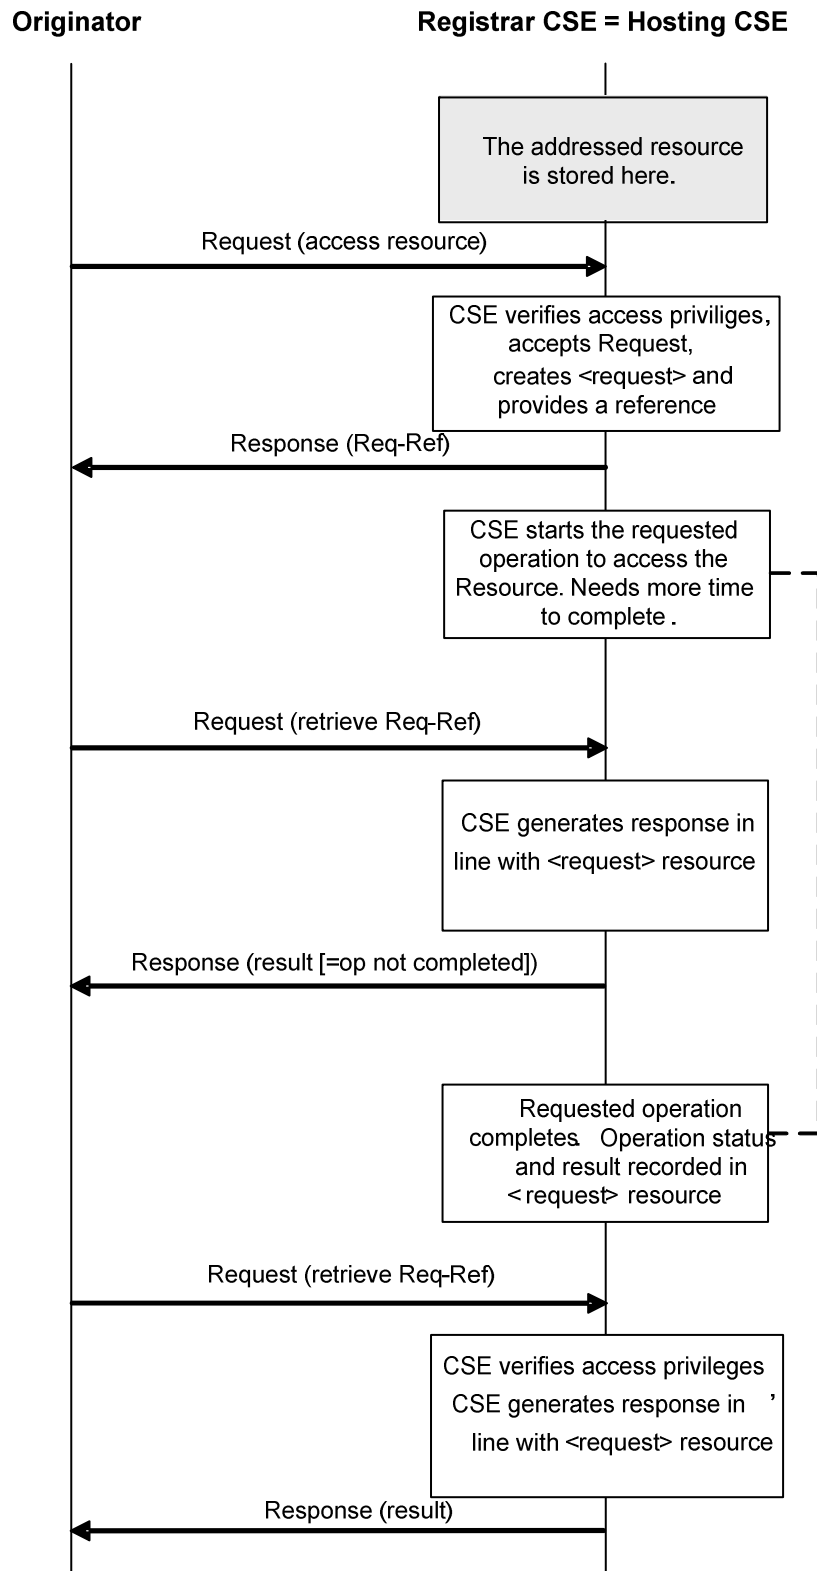 Originator
Registrar CSE = Hosting CSE
The addressed resource
is stored here.
Request (access resource)
CSE verifies access priviliges,
accepts Request,
creates <request> and
provides a reference
Response (Req-Ref)
CSE starts the requested
operation to access the
Resource. Needs more time
to complete.
Request (retrieve Req-Ref)
CSE generates response in
line with <request> resource
Response (result [=op not completed])
Requested operation
completes. Operation status
and result recorded in
<request> resource
Request (retrieve Req-Ref)
CSE verifies access privileges,
CSE generates response in
line with <request> resource
Response (result)